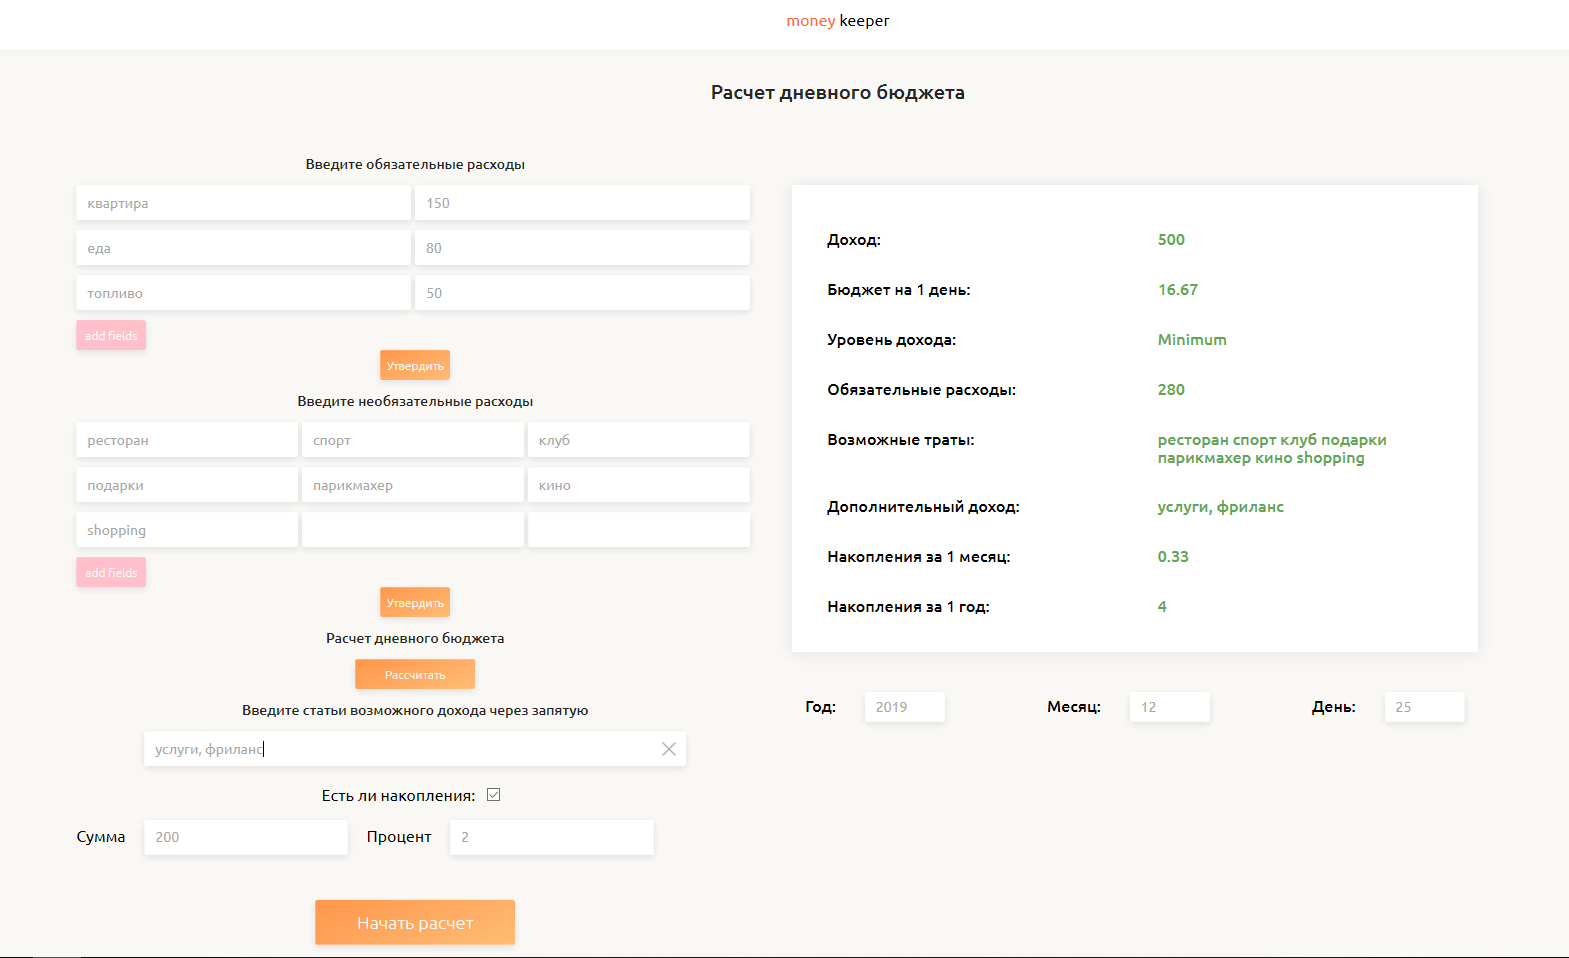 money keeper
Расчет дневного бюджета
Введите обязательные расходы
квартира 150
еда 80
топливо 50
add fields
Утвердить
Введите необязательные расходы
ресторан спорт клуб
подарки парикмахер кино
shopping
add fields
Утвердить
Расчет дневного бюджета
Рассчитать
Введите статьи возможного дохода через запятую
услуги, фриланс
Есть ли накопления:
Сумма 200 Процент 2
Начать расчет
Доход: 500
Бюджет на 1 день: 16.67
Уровень дохода: Minimum
Обязательные расходы: 280
Возможные траты: ресторан спорт клуб подарки
парикмахер кино shopping
Дополнительный доход: услуги, фриланс
Накопления за 1 месяц: 0.33
Накопления за 1 год: 4
Год: 2019 Месяц: 12 День: 25